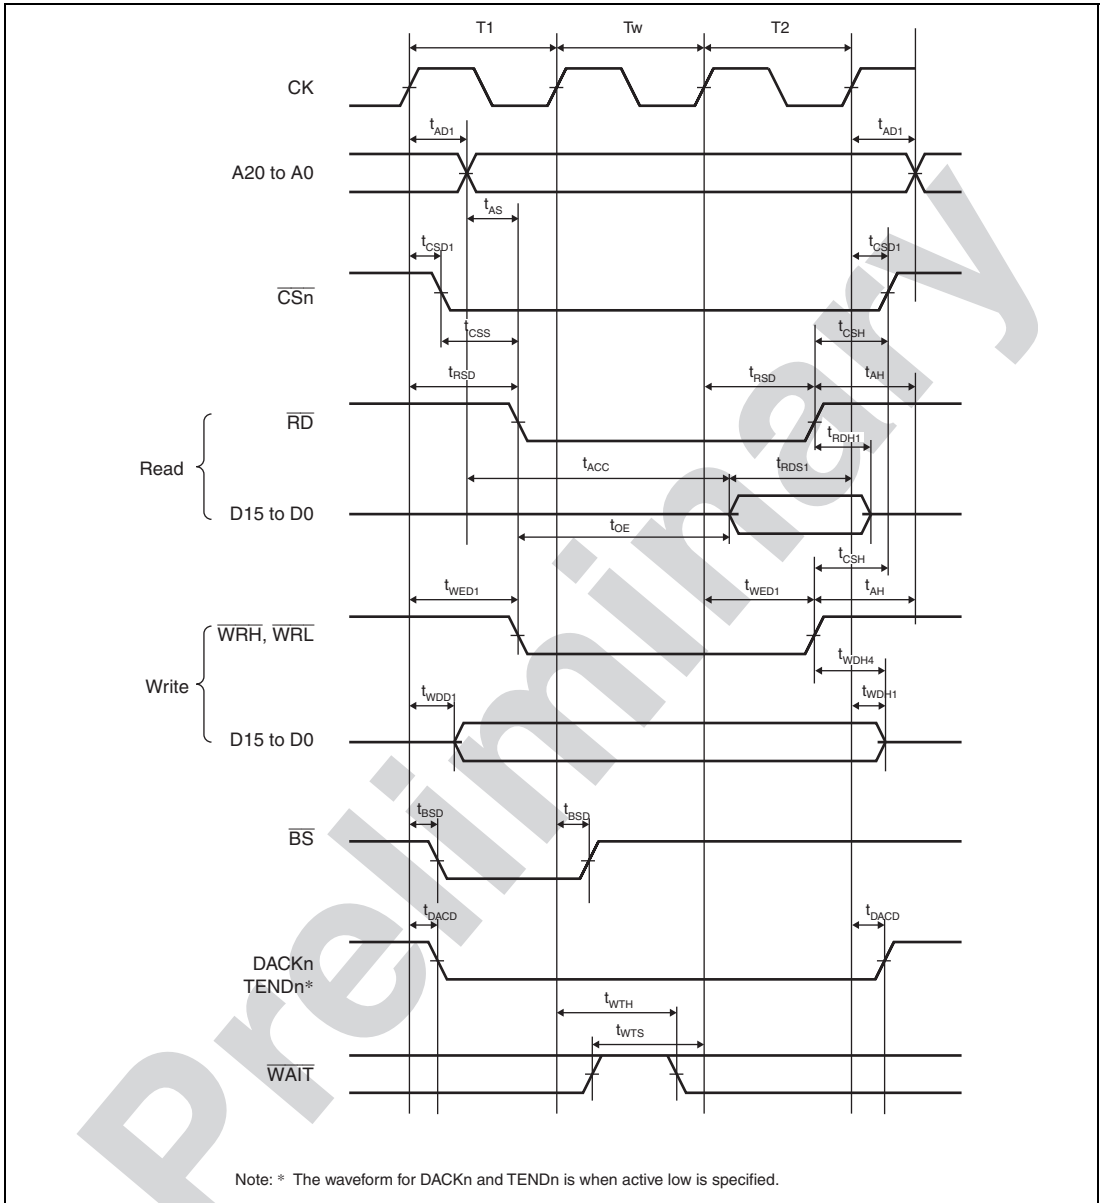 T1 Tw T2
CK
tAD1 tAD1
A20 to A0
tAS
tCSD1 tCSD1
CSn
tCSS tCSH
tRSD tRSD tAH
RD
tRDH1
Read
tACC tRDS1
D15 to D0
tOE
tCSH
tWED1 tWED1 tAH
WRH, WRL
tWDH4
Write
tWDD1 tWDH1
D15 to D0
tBSD tBSD
BS
tDACD tDACD
DACKn
TENDn*
tWTH
tWTS
WAIT
Note: * The waveform for DACKn and TENDn is when active low is specified.
Preliminary